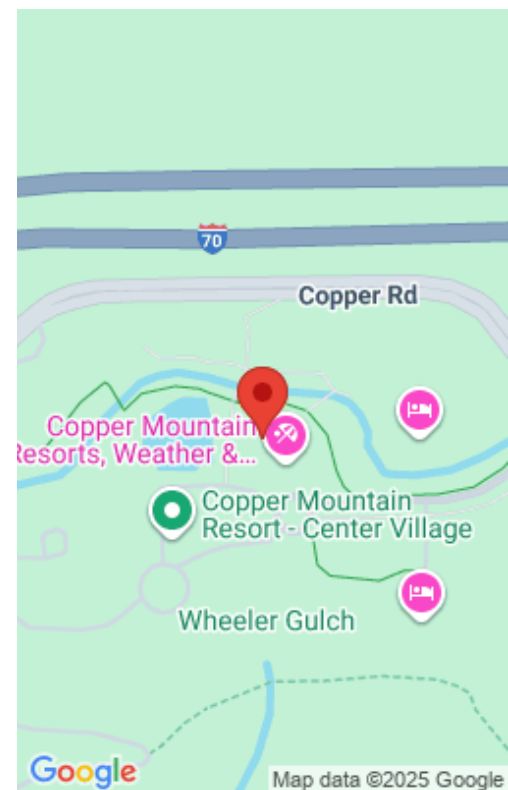 70
Copper Rd
Copper Mountain
Resorts, Weather &...
Copper Mountain
Resort - Center Village
Wheeler Gulch
Google
Map data ©2025 Google